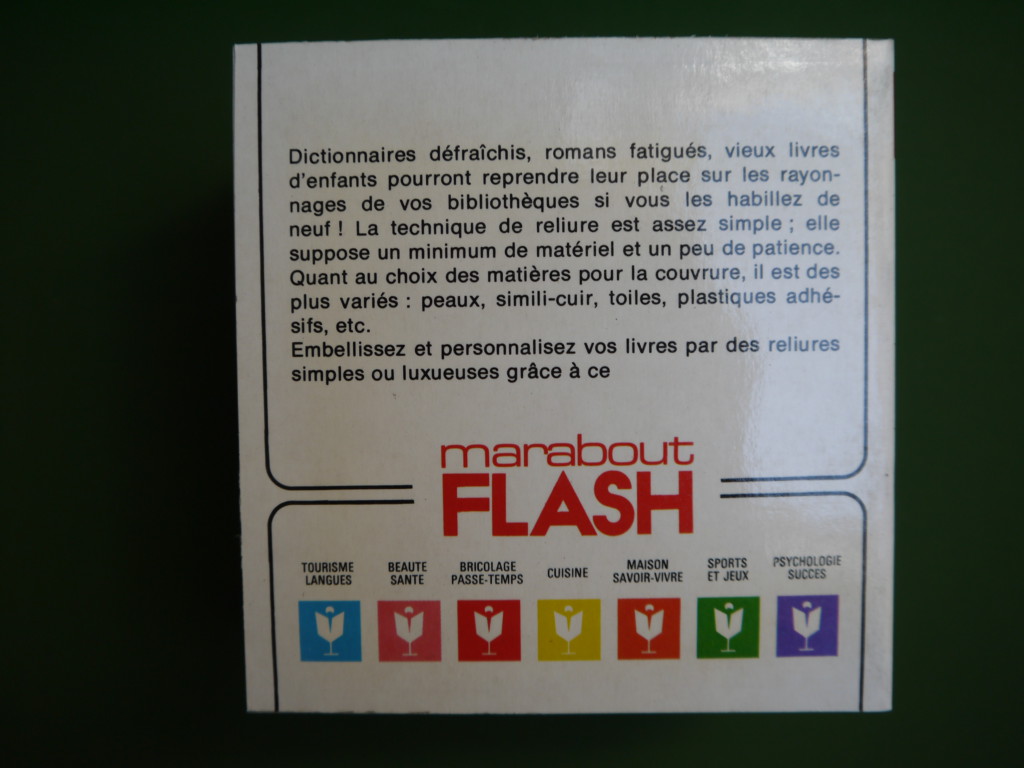 Dictionnaires défraîchis, romans fatigués, vieux livres
d'enfants pourront reprendre leur place sur les rayon-
nages de vos bibliothèques si vous les habillez de
neuf ! La technique de reliure est assez simple ; elle
suppose un minimum de matériel et un peu de patience.
Quant au choix des matières pour la couvrure, il est des
plus variés : peaux, simili-cuir, toiles, plastiques adhé-
sifs, etc.
Embellissez et personnalisez vos livres par des reliures
simples ou luxueuses grâce à ce
marabout
FLASH
TOURISME
LANGUES
BEAUTE
SANTE
BRICOLAGE
PASSE-TEMPS
CUISINE
MAISON
SAVOIR-VIVRE
SPORTS
ET JEUX
PSYCHOLOGIE
SUCCES